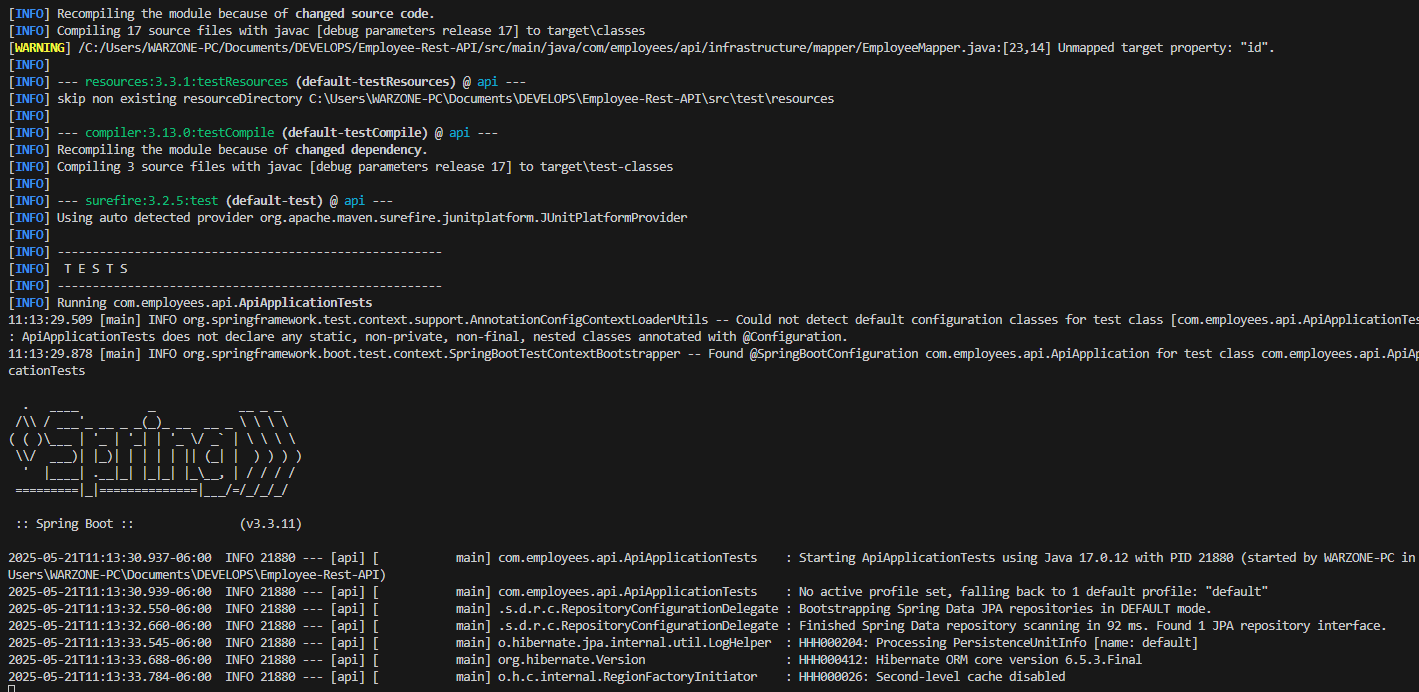 [INFO] Recompiling the module because of changed source code.
[INFO] Compiling 17 source files with javac [debug parameters release 17] to target\classes
[WARNING] /C:/Users/WARZONE-PC/Documents/DEVELOPS/Employee-Rest-API/src/main/java/com/employees/api/infrastructure/mapper/EmployeeMapper.java:[23,14] Unmapped target property: "id".
[INFO]
[INFO] --- resources:3.3.1:testResources (default-testResources) @ api ---
[INFO] skip non existing resourceDirectory C:\Users\WARZONE-PC\Documents\DEVELOPS\Employee-Rest-API\src\test\resources
[INFO]
[INFO] --- compiler:3.13.0:testCompile (default-testCompile) @ api ---
[INFO] Recompiling the module because of changed dependency.
[INFO] Compiling 3 source files with javac [debug parameters release 17] to target\test-classes
[INFO]
[INFO] --- surefire:3.2.5:test (default-test) @ api ---
[INFO] Using auto detected provider org.apache.maven.surefire.junitplatform.JUnitPlatformProvider
[INFO]
[INFO] -------------------------------------------------------
[INFO]  T E S T S
[INFO] -------------------------------------------------------
[INFO] Running com.employees.api.ApiApplicationTests
11:13:29.509 [main] INFO org.springframework.test.context.support.AnnotationConfigContextLoaderUtils -- Could not detect default configuration classes for test class [com.employees.api.ApiApplicationTes
: ApiApplicationTests does not declare any static, non-private, non-final, nested classes annotated with @Configuration.
11:13:29.878 [main] INFO org.springframework.boot.test.context.SpringBootTestContextBootstrapper -- Found @SpringBootConfiguration com.employees.api.ApiApplication for test class com.employees.api.ApiAp
cationTests
  .   ____          _            __ _ _
 /\\ / ___'_ __ _ _(_)_ __  __ _ \ \ \ \
( ( )\___ | '_ | '_| | '_ \/ _` | \ \ \ \
 \\/  ___)| |_)| | | | | || (_| |  ) ) ) )
  '  |____| .__|_| |_|_| |_\__, | / / / /
 =========|_|==============|___/=/_/_/_/
 :: Spring Boot ::                (v3.3.11)
2025-05-21T11:13:30.937-06:00  INFO 21880 --- [api] [           main] com.employees.api.ApiApplicationTests    : Starting ApiApplicationTests using Java 17.0.12 with PID 21880 (started by WARZONE-PC in
Users\WARZONE-PC\Documents\DEVELOPS\Employee-Rest-API)
2025-05-21T11:13:30.939-06:00  INFO 21880 --- [api] [           main] com.employees.api.ApiApplicationTests    : No active profile set, falling back to 1 default profile: "default"
2025-05-21T11:13:32.550-06:00  INFO 21880 --- [api] [           main] .s.d.r.c.RepositoryConfigurationDelegate : Bootstrapping Spring Data JPA repositories in DEFAULT mode.
2025-05-21T11:13:32.660-06:00  INFO 21880 --- [api] [           main] .s.d.r.c.RepositoryConfigurationDelegate : Finished Spring Data repository scanning in 92 ms. Found 1 JPA repository interface.
2025-05-21T11:13:33.545-06:00  INFO 21880 --- [api] [           main] o.hibernate.jpa.internal.util.LogHelper  : HHH000204: Processing PersistenceUnitInfo [name: default]
2025-05-21T11:13:33.688-06:00  INFO 21880 --- [api] [           main] org.hibernate.Version                    : HHH000412: Hibernate ORM core version 6.5.3.Final
2025-05-21T11:13:33.784-06:00  INFO 21880 --- [api] [           main] o.h.c.internal.RegionFactoryInitiator    : HHH000026: Second-level cache disabled